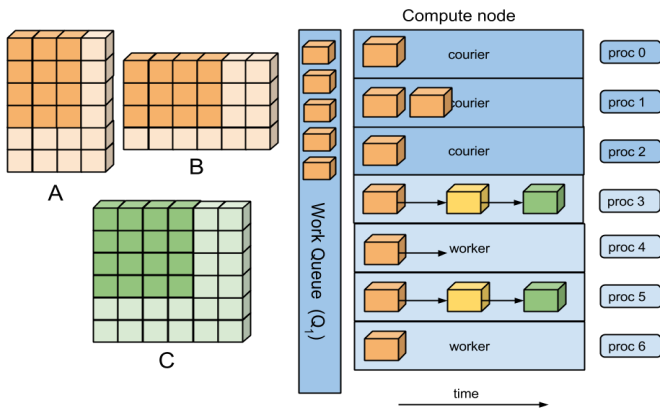 Compute node
courier
proc 0
courier
proc 1
courier
proc 2
proc 3
worker
proc 4
proc 5
worker
proc 6
A
B
C
Work Queue (Q₁)
time